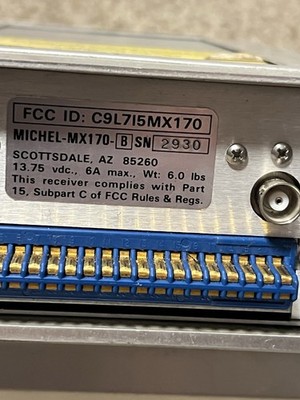 FCC ID: C9L7I5MX170
MICHEL-MX170-B SN 2930
SCOTTSDALE, AZ 85260
13.75 vdc., 6A max., Wt: 6.0 lbs
This receiver complies with Part
15, Subpart C of FCC Rules & Regs.